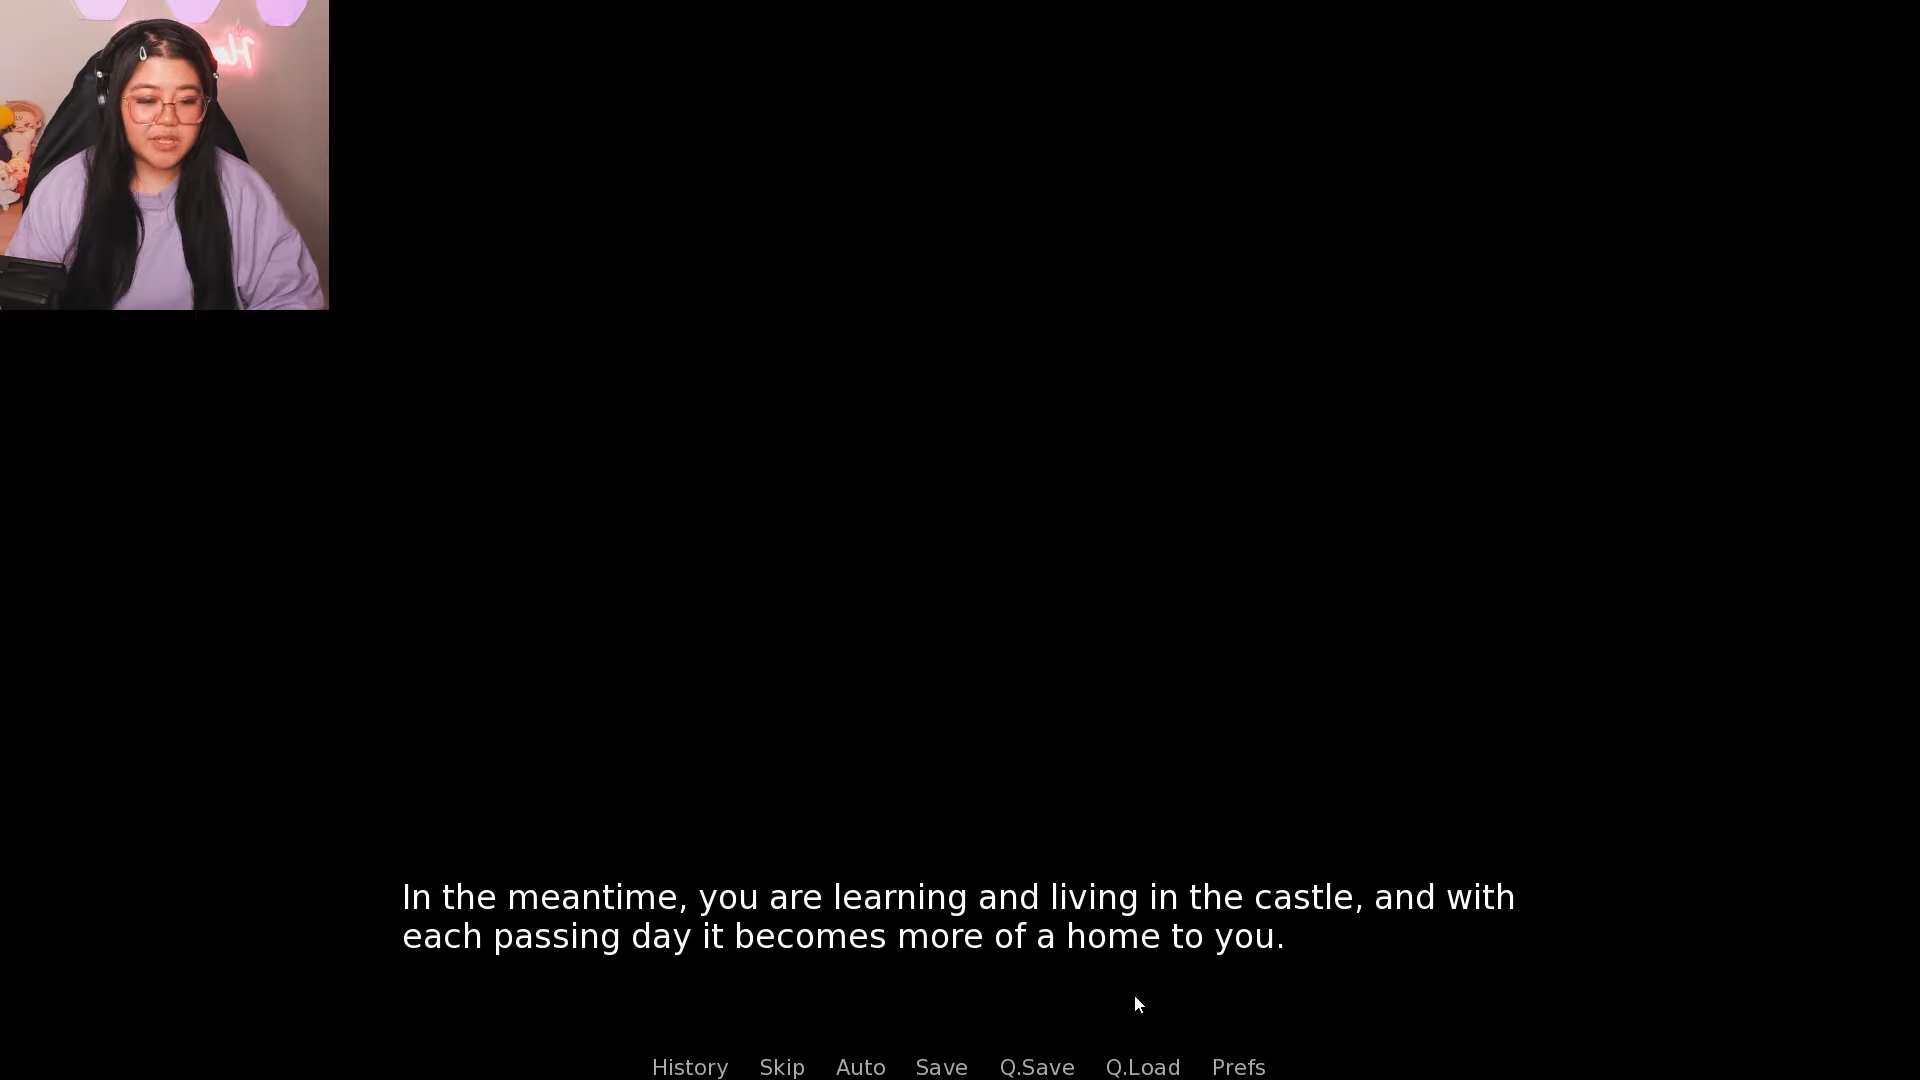 In the meantime, you are learning and living in the castle, and with
each passing day it becomes more of a home to you.
History Skip Auto Save Q.Save Q.Load Prefs